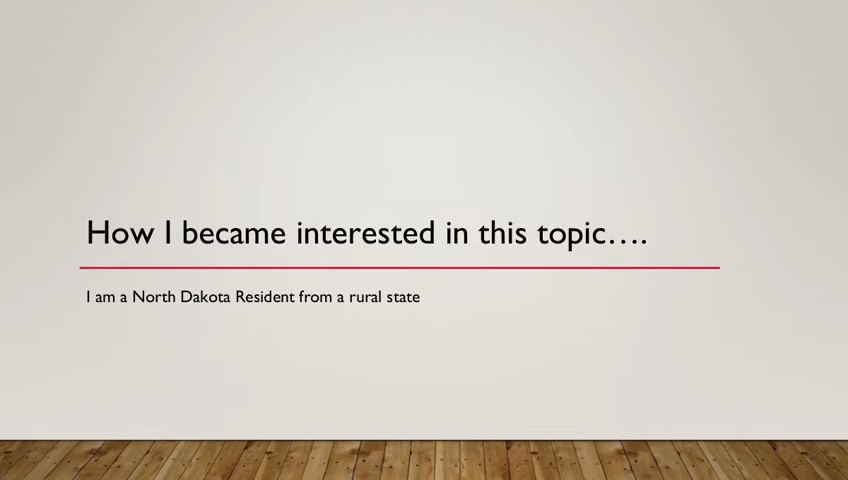 How I became interested in this topic….
I am a North Dakota Resident from a rural state